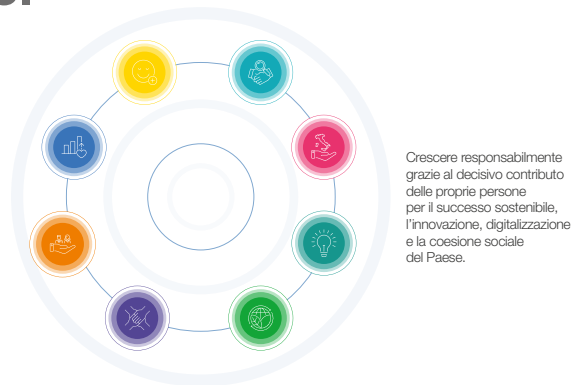 Crescere responsabilmente
grazie al decisivo contributo
delle proprie persone
per il successo sostenibile,
l'innovazione, digitalizzazione
e la coesione sociale
del Paese.